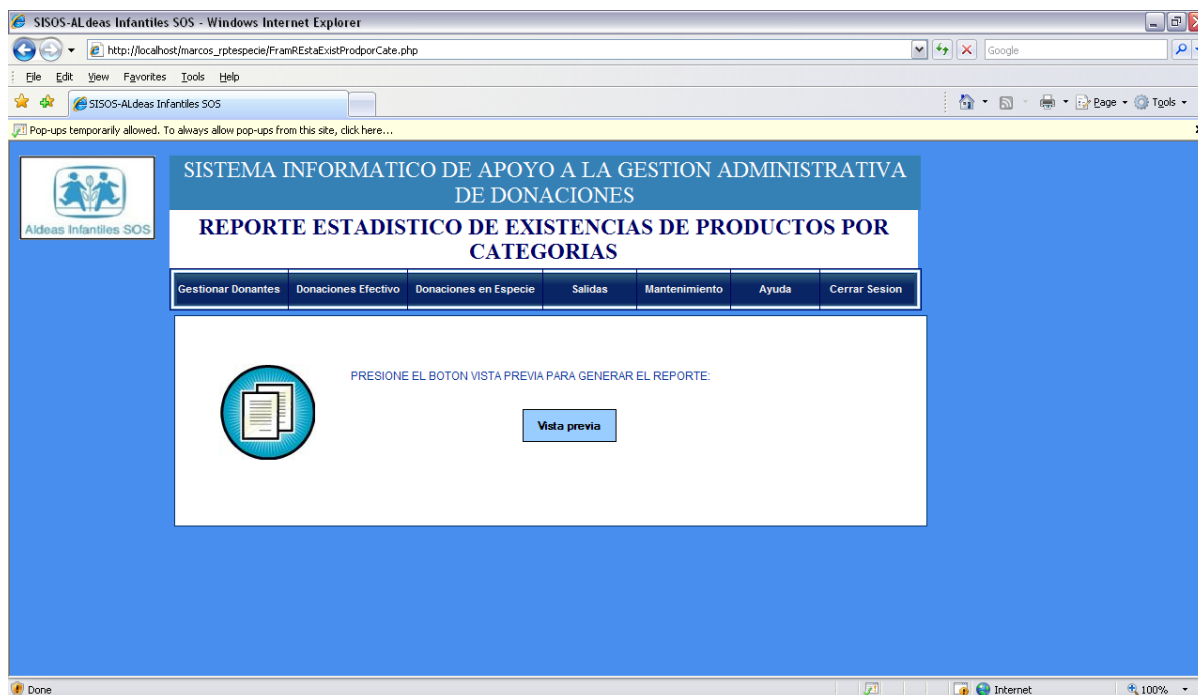 SISOS-ALdeas Infantiles SOS - Windows Internet Explorer
http://localhost/marcos_rptespecie/FramREstaExistProdporCate.php
Google
File Edit View Favorites Tools Help
SISOS-ALdeas Infantiles SOS
Page Tools
Pop-ups temporarily allowed. To always allow pop-ups from this site, click here...
Aldeas Infantiles SOS
SISTEMA INFORMATICO DE APOYO A LA GESTION ADMINISTRATIVA
DE DONACIONES
REPORTE ESTADISTICO DE EXISTENCIAS DE PRODUCTOS POR
CATEGORIAS
Gestionar Donantes Donaciones Efectivo Donaciones en Especie Salidas Mantenimiento Ayuda Cerrar Sesion
PRESIONE EL BOTON VISTA PREVIA PARA GENERAR EL REPORTE:
Vista previa
Done
Internet
100%